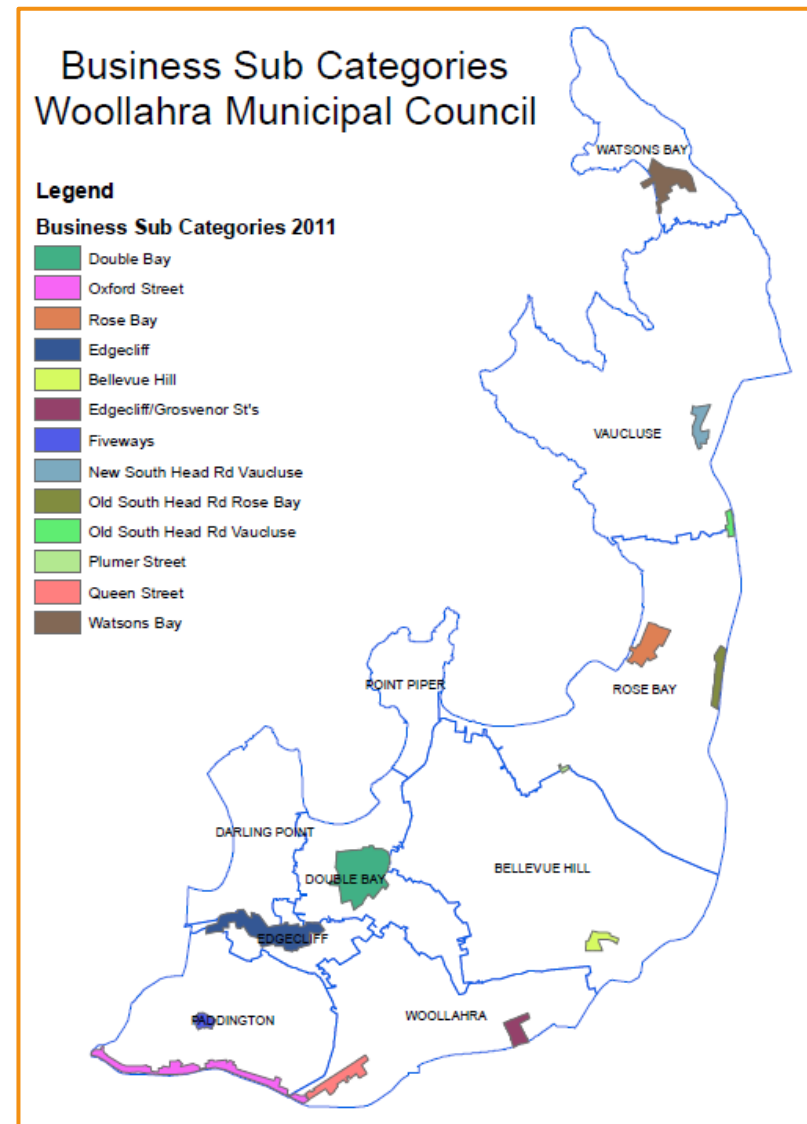 Business Sub Categories
Woollahra Municipal Council
WATSONS BAY
Legend
Business Sub Categories 2011
Double Bay
Oxford Street
Rose Bay
Edgecliff
Bellevue Hill
Edgecliff/Grosvenor St's
Fiveways
New South Head Rd Vaucluse
Old South Head Rd Rose Bay
Old South Head Rd Vaucluse
Plumer Street
Queen Street
Watsons Bay
VAUCLUSE
POINT PIPER
ROSE BAY
DARLING POINT
DOUBLE BAY
BELLEVUE HILL
EDGECLIFF
PADDINGTON
WOOLLAHRA